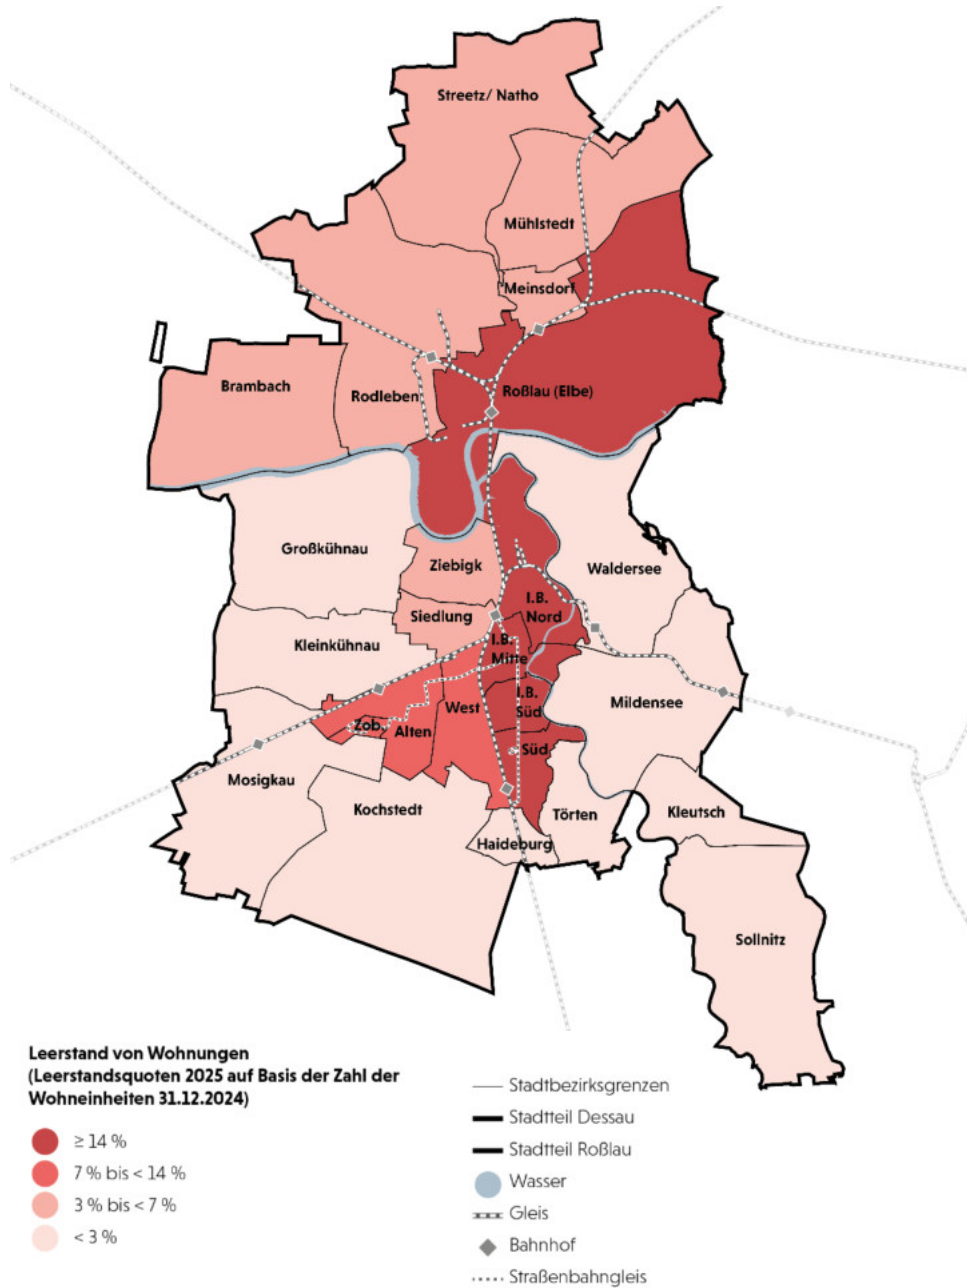 Streetz/ Natho
Mühlstedt
Meinsdorf
Brambach
Rodleben
Roßlau (Elbe)
Großkühnau
Ziebigk
Waldersee
I.B.
Nord
Siedlung
Kleinkühnau
I.B.
Mitte
Mildensee
I.B.
Süd
West
Zob.
Alten
Süd
Mosigkau
Kochstedt
Törten
Kleutsch
Haideburg
Sollnitz
Leerstand von Wohnungen
(Leerstandsquoten 2025 auf Basis der Zahl der
Wohneinheiten 31.12.2024)
≥ 14 %
7 % bis < 14 %
3 % bis < 7 %
< 3 %
Stadtbezirksgrenzen
Stadtteil Dessau
Stadtteil Roßlau
Wasser
Gleis
Bahnhof
Straßenbahngleis